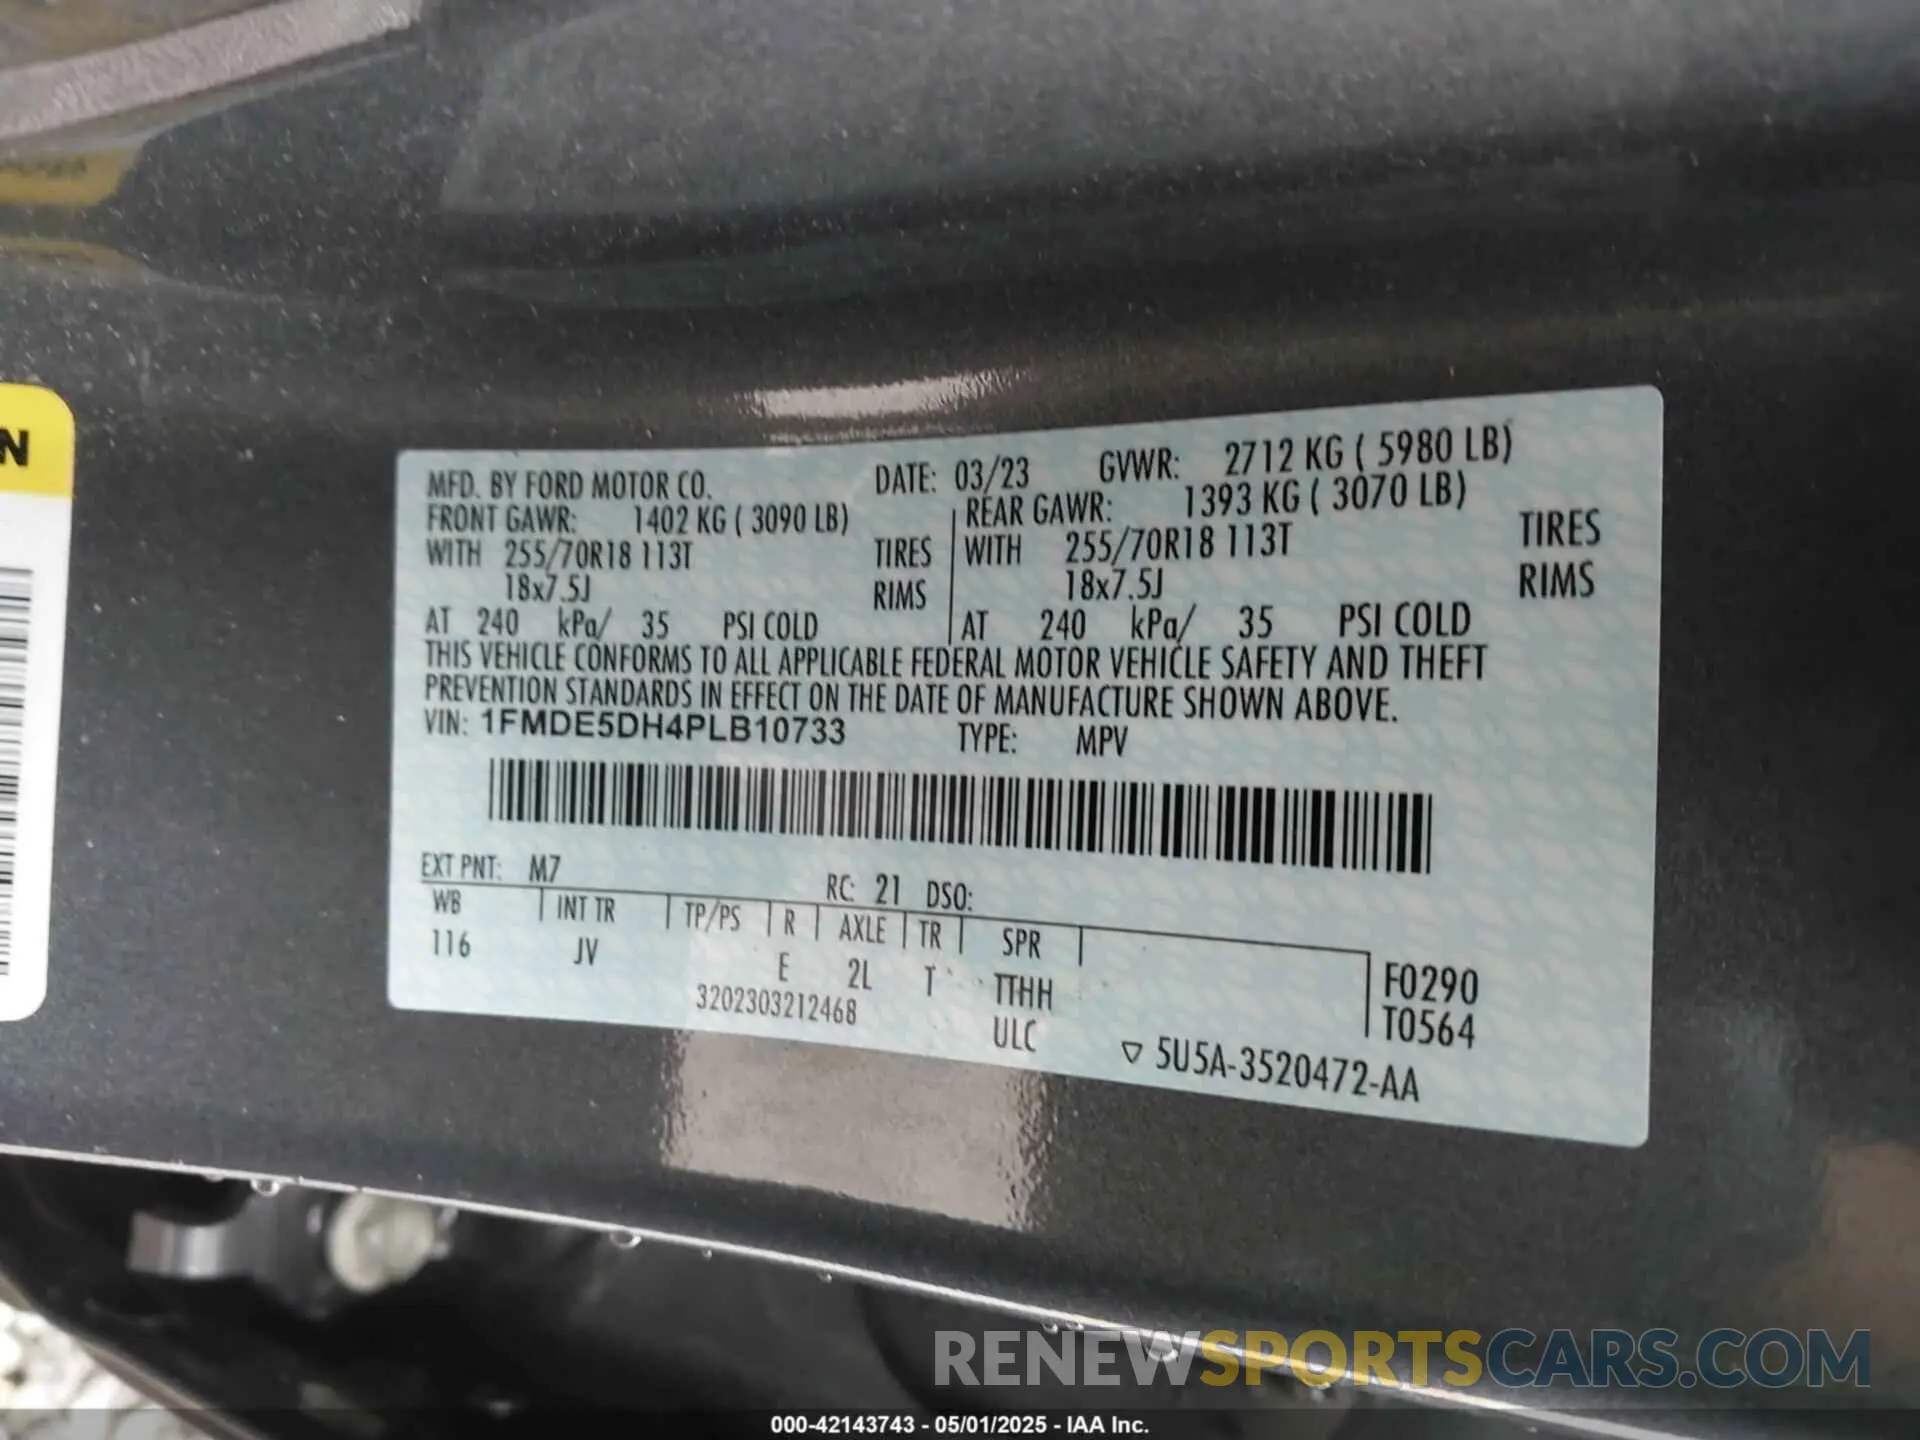 N
MFD. BY FORD MOTOR CO. DATE: 03/23 GVWR: 2712 KG ( 5980 LB)
FRONT GAWR: 1402 KG ( 3090 LB) REAR GAWR: 1393 KG ( 3070 LB)
WITH 255/70R18 113T TIRES WITH 255/70R18 113T TIRES
18x7.5J RIMS 18x7.5J RIMS
AT 240 kPa/ 35 PSI COLD AT 240 kPa/ 35 PSI COLD
THIS VEHICLE CONFORMS TO ALL APPLICABLE FEDERAL MOTOR VEHICLE SAFETY AND THEFT
PREVENTION STANDARDS IN EFFECT ON THE DATE OF MANUFACTURE SHOWN ABOVE.
VIN: 1FMDE5DH4PLB10733 TYPE: MPV
EXT PNT: M7 RC: 21 DSO:
WB INT TR TP/PS R AXLE TR SPR
116 JV E 2L T TTHH F0290
3202303212468 ULC T0564
▽ 5U5A-3520472-AA
RENEWSPORTSCARS.COM
000-42143743 - 05/01/2025 - IAA Inc.